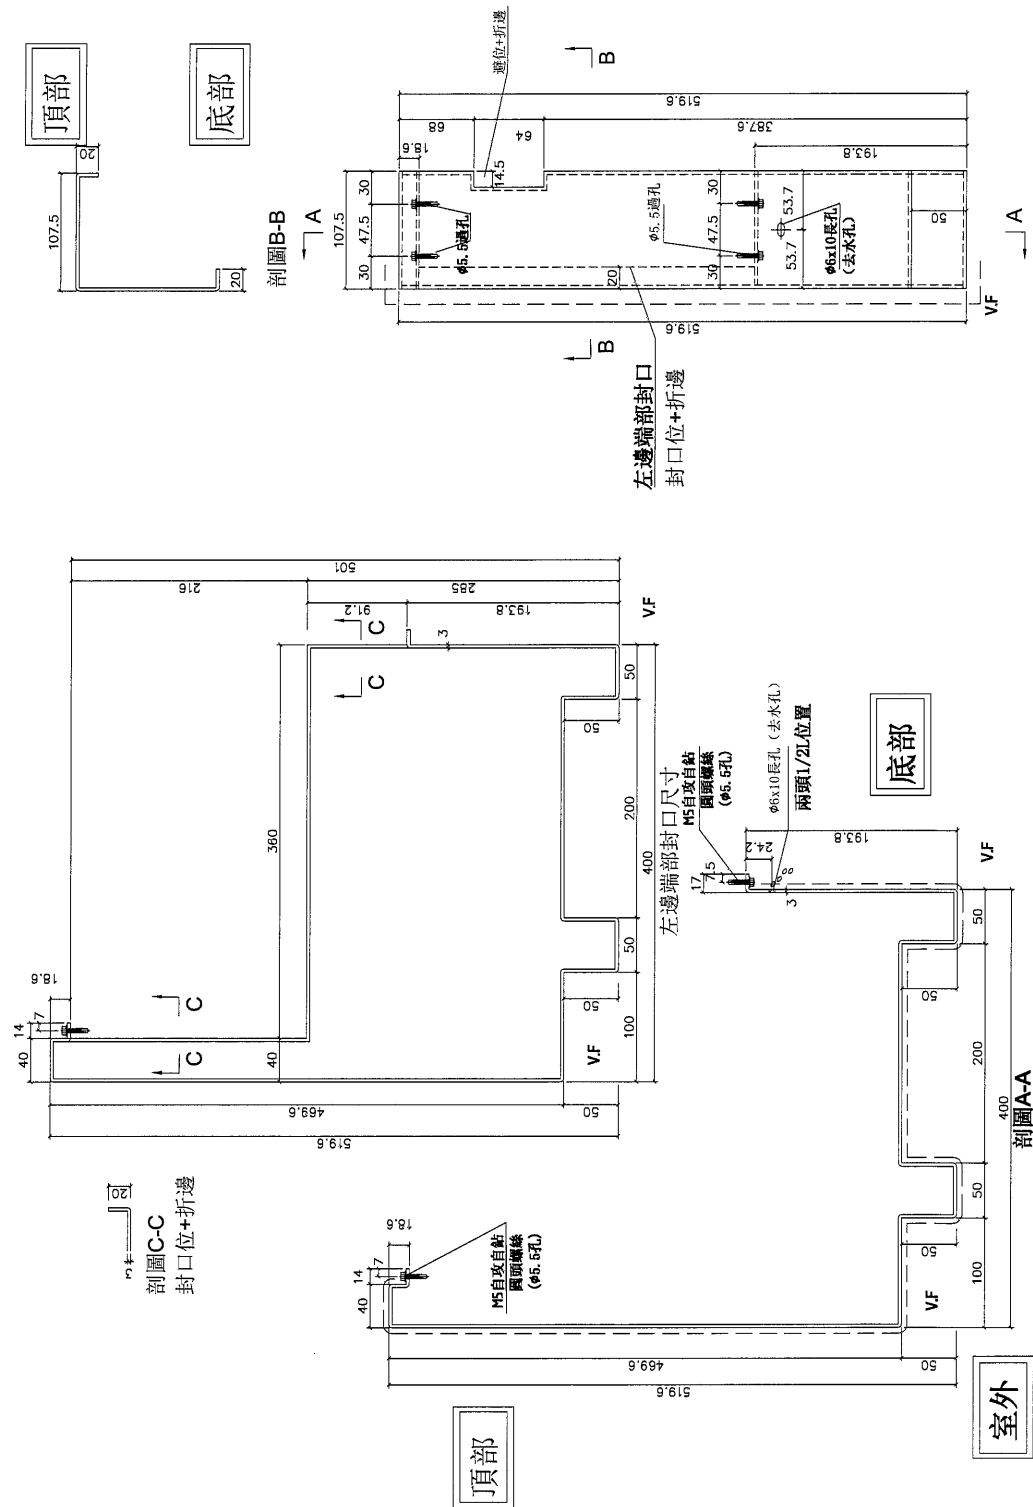 頂部
底部
20
107.5
20
剖圖B-B
避位+折邊
B
519.6
68
64
387.6
18.6
14.5
193.8
A
107.5
30
47.5
30
φ5.5過孔
φ5.5過孔
30
47.5
30
20
53.7
53.7
φ6x10長孔
(去水孔)
50
A
V.F
519.6
B
左邊端部封口
封口位+折邊
501
216
285
91.2
193.8
V.F
C
C
3
360
50
50
200
400
左邊端部封口尺寸
18.6
14
7
40
C
C
40
50
50
100
V.F
469.6
50
519.6
20
3
剖圖C-C
封口位+折邊
M5自攻自鉆
圓頭螺絲
(φ5.5孔)
φ6x10長孔(去水孔)
兩頭1/2L位置
底部
193.8
24.2
17
7.5
3
V.F
50
50
200
400
剖圖A-A
50
50
100
V.F
18.6
14
7
40
M5自攻自鉆
圓頭螺絲
(φ5.5孔)
469.6
50
519.6
頂部
室外